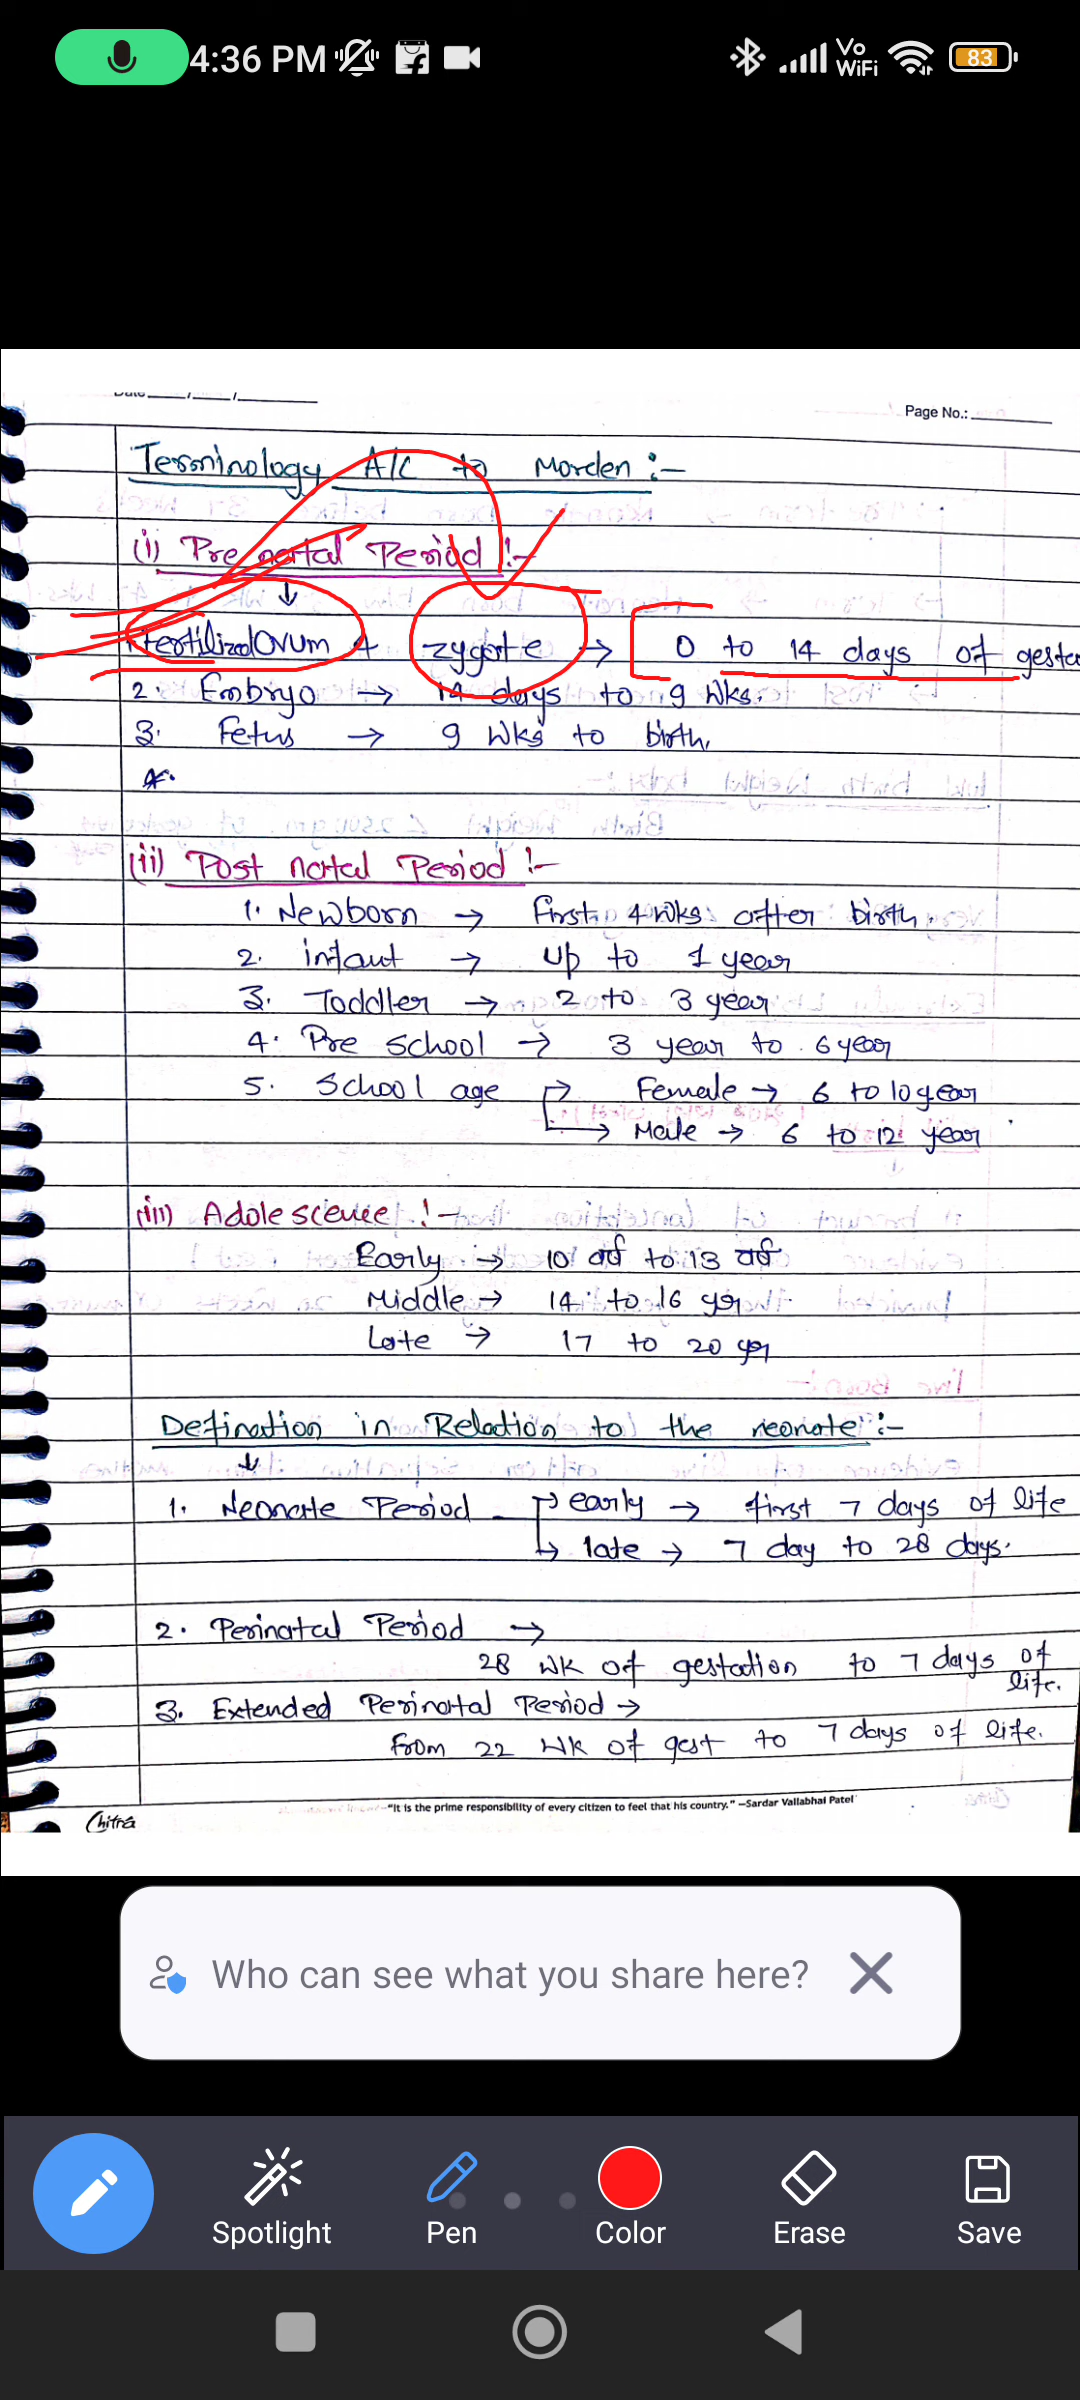 4:36 PM
Vo WiFi
83
Date ___/___/______
Page No.: ______
Terminology A/C to Morden :-
(i) Pre natal Period :-
↓
Fertilized Ovum + zygote → 0 to 14 days of gesta
2. Embryo → 14 days to 9 wks.
3. Fetus → 9 wks to birth.
(ii) Post natal Period :-
1. Newborn → First 4 wks after birth.
2. infant → up to 1 year
3. Toddler → 2 to 3 year
4. Pre school → 3 year to 6 year
5. School age → Female → 6 to 10 year
→ Male → 6 to 12 year
(iii) Adolescence :-
Early → 10 वर्ष to 13 वर्ष
Middle → 14 to 16 yr
Late → 17 to 20 yr
Defination in Relation to the neonate :-
↓
1. Neonate Period → early → first 7 days of life
→ late → 7 day to 28 days.
2. Perinatal Period →
28 wk of gestation to 7 days of life.
3. Extended Perinatal Period →
From 22 wk of gest to 7 days of life.
"It is the prime responsibility of every citizen to feel that his country." –Sardar Vallabhai Patel
Chitra
Who can see what you share here?
Spotlight
Pen
Color
Erase
Save